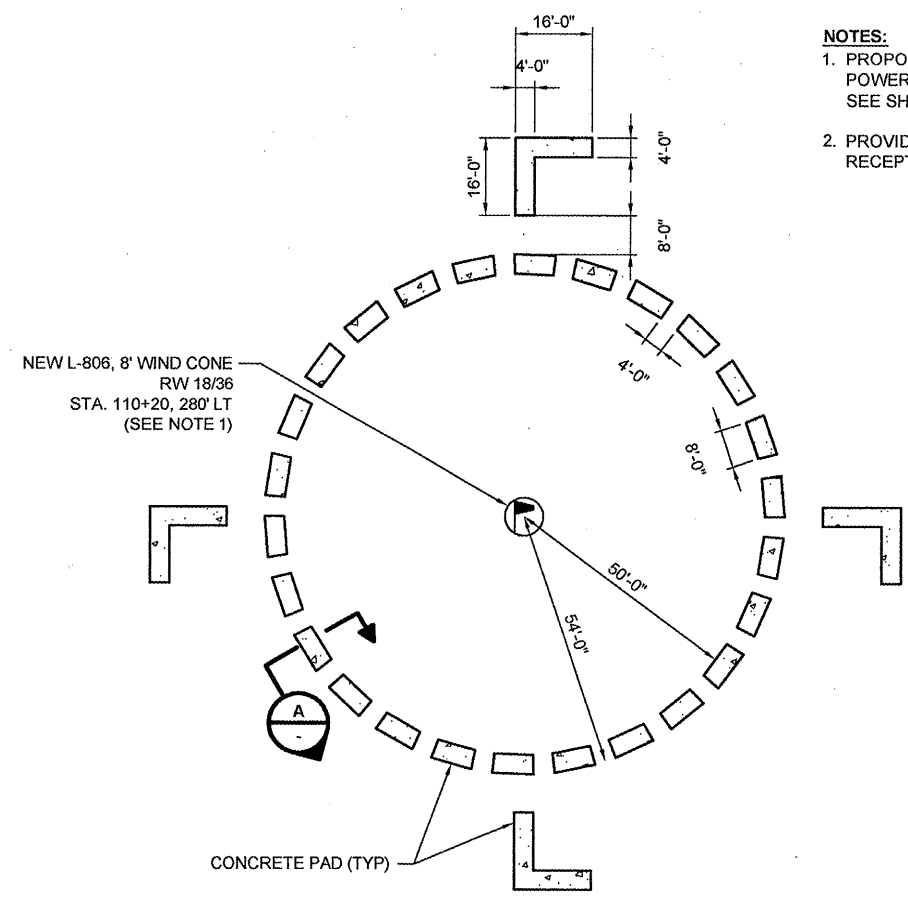 16'-0"
4'-0"
16'-0"
4'-0"
8'-0"
NOTES:
1. PROPO
POWER
SEE SH
2. PROVID
RECEPT
NEW L-806, 8' WIND CONE
RW 18/36
STA. 110+20, 280' LT
(SEE NOTE 1)
4'-0"
8'-0"
50'-0"
54'-0"
A
-
CONCRETE PAD (TYP)